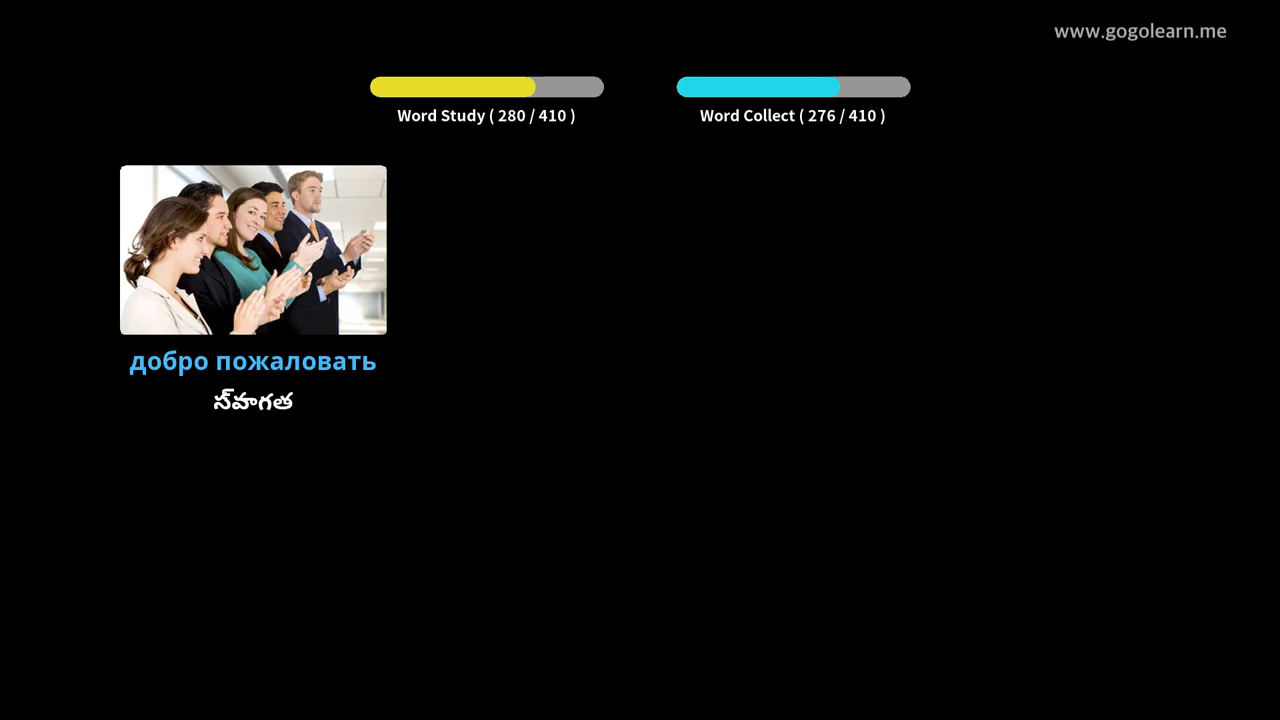 www.gogolearn.me
Word Study ( 280 / 410 )
Word Collect ( 276 / 410 )
добро пожаловать
స్‌వాగత